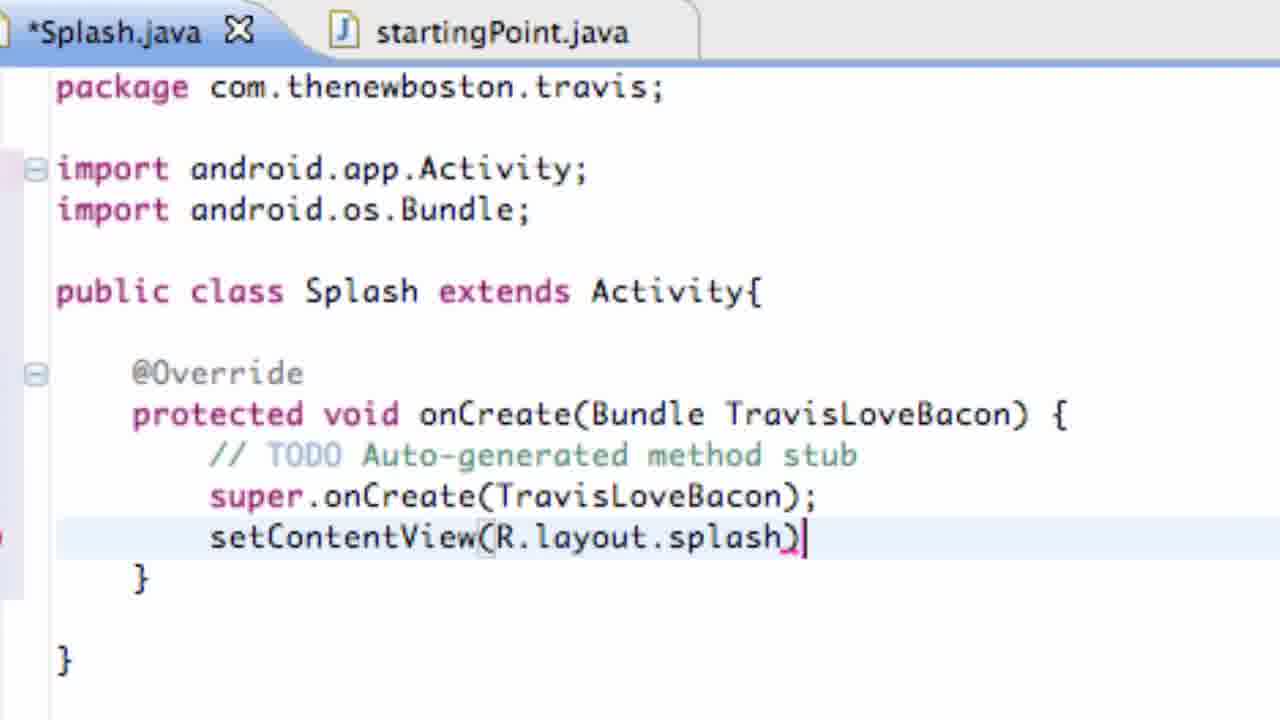 *Splash.java startingPoint.java
package com.thenewboston.travis;
import android.app.Activity;
import android.os.Bundle;
public class Splash extends Activity{
@Override
protected void onCreate(Bundle TravisLoveBacon) {
// TODO Auto-generated method stub
super.onCreate(TravisLoveBacon);
setContentView(R.layout.splash)
}
}